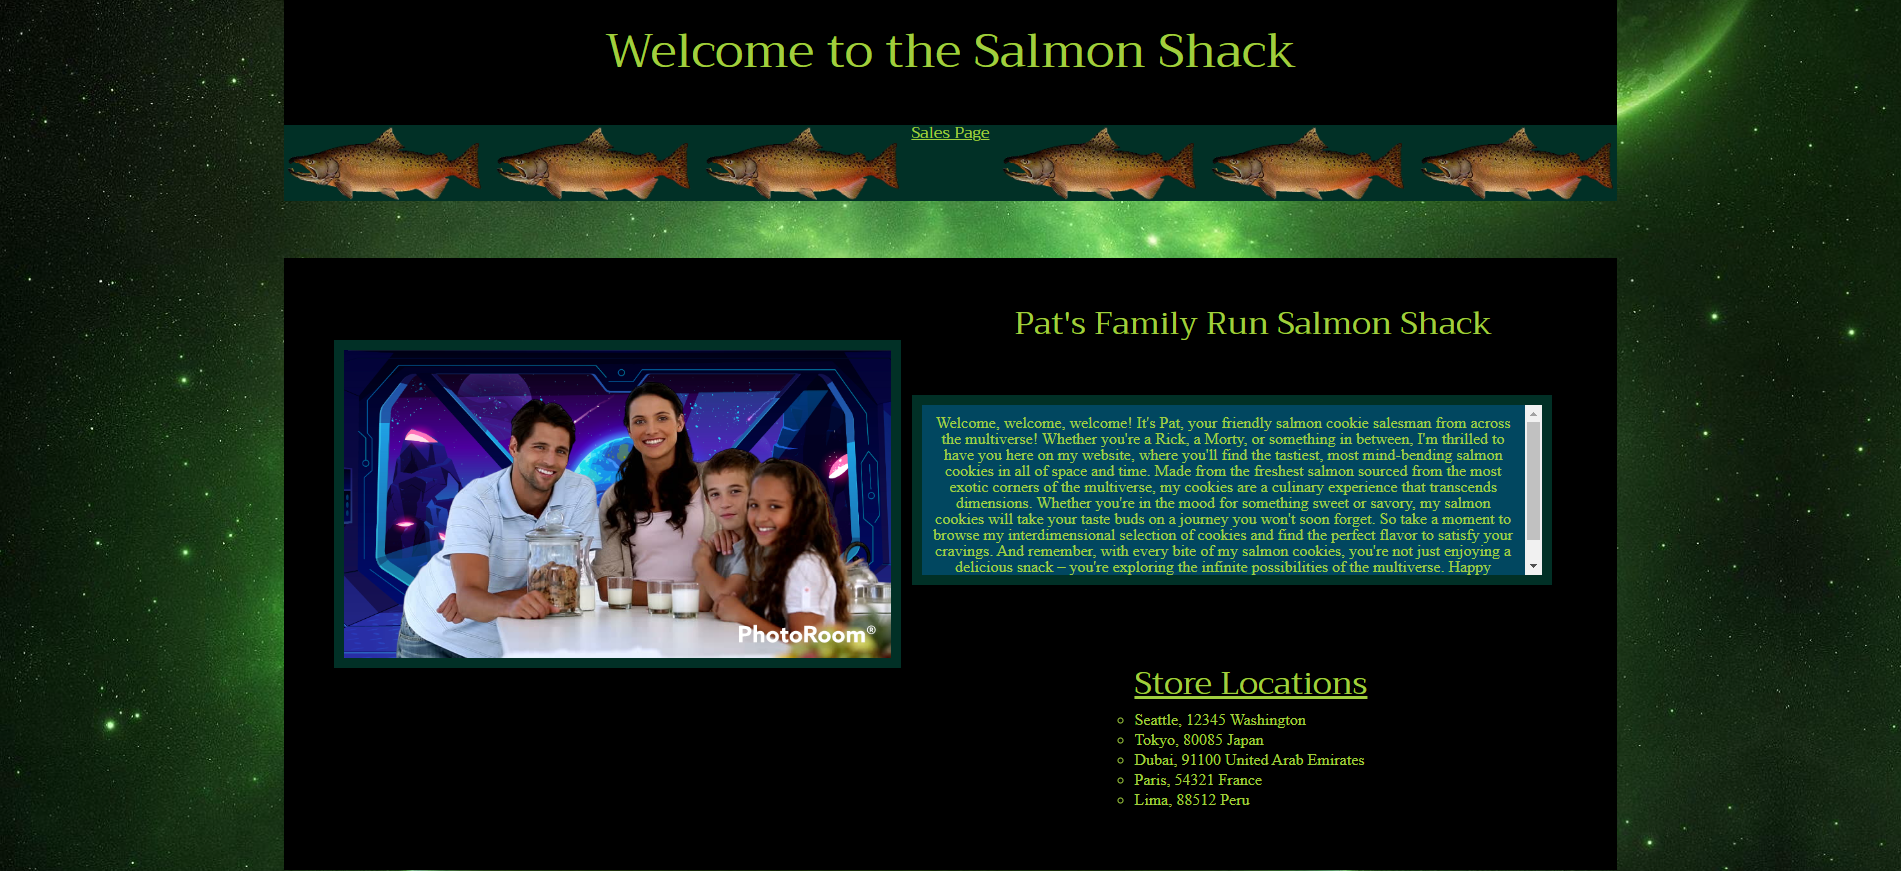 Welcome to the Salmon Shack
Sales Page
Pat's Family Run Salmon Shack
Welcome, welcome, welcome! It's Pat, your friendly salmon cookie salesman from across
the multiverse! Whether you're a Rick, a Morty, or something in between, I'm thrilled to
have you here on my website, where you'll find the tastiest, most mind-bending salmon
cookies in all of space and time. Made from the freshest salmon sourced from the most
exotic corners of the multiverse, my cookies are a culinary experience that transcends
dimensions. Whether you're in the mood for something sweet or savory, my salmon
cookies will take your taste buds on a journey you won't soon forget. So take a moment to
browse my interdimensional selection of cookies and find the perfect flavor to satisfy your
cravings. And remember, with every bite of my salmon cookies, you're not just enjoying a
delicious snack – you're exploring the infinite possibilities of the multiverse. Happy
PhotoRoom®
Store Locations
Seattle, 12345 Washington
Tokyo, 80085 Japan
Dubai, 91100 United Arab Emirates
Paris, 54321 France
Lima, 88512 Peru